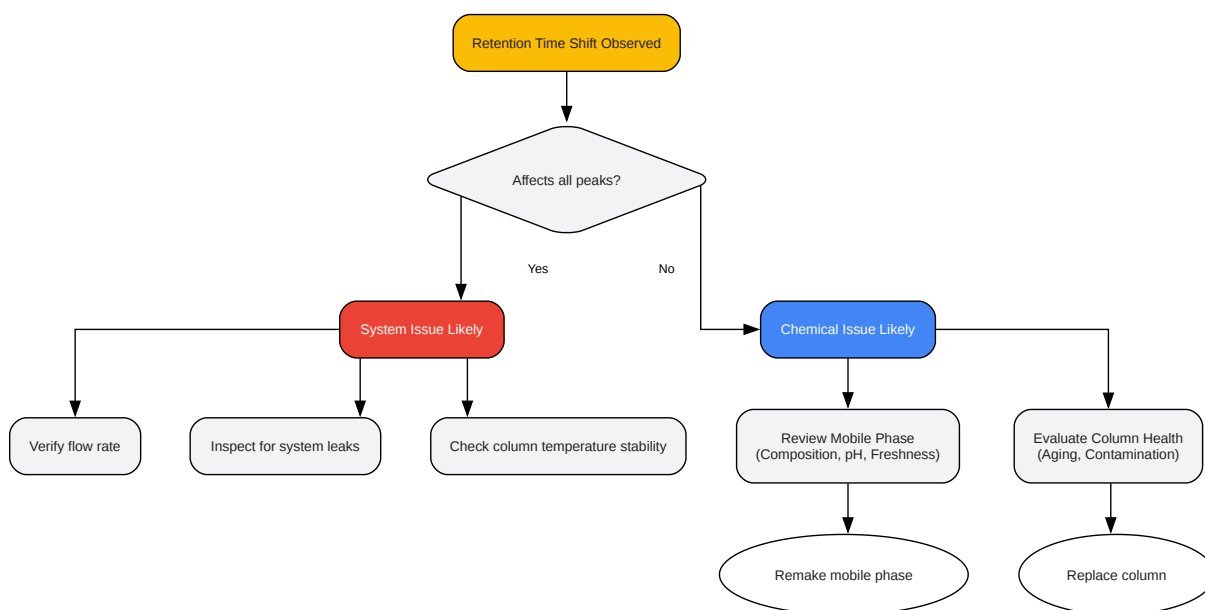 Retention Time Shift Observed
Affects all peaks?
Yes
No
System Issue Likely
Chemical Issue Likely
Verify flow rate
Inspect for system leaks
Check column temperature stability
Review Mobile Phase
(Composition, pH, Freshness)
Evaluate Column Health
(Aging, Contamination)
Remake mobile phase
Replace column